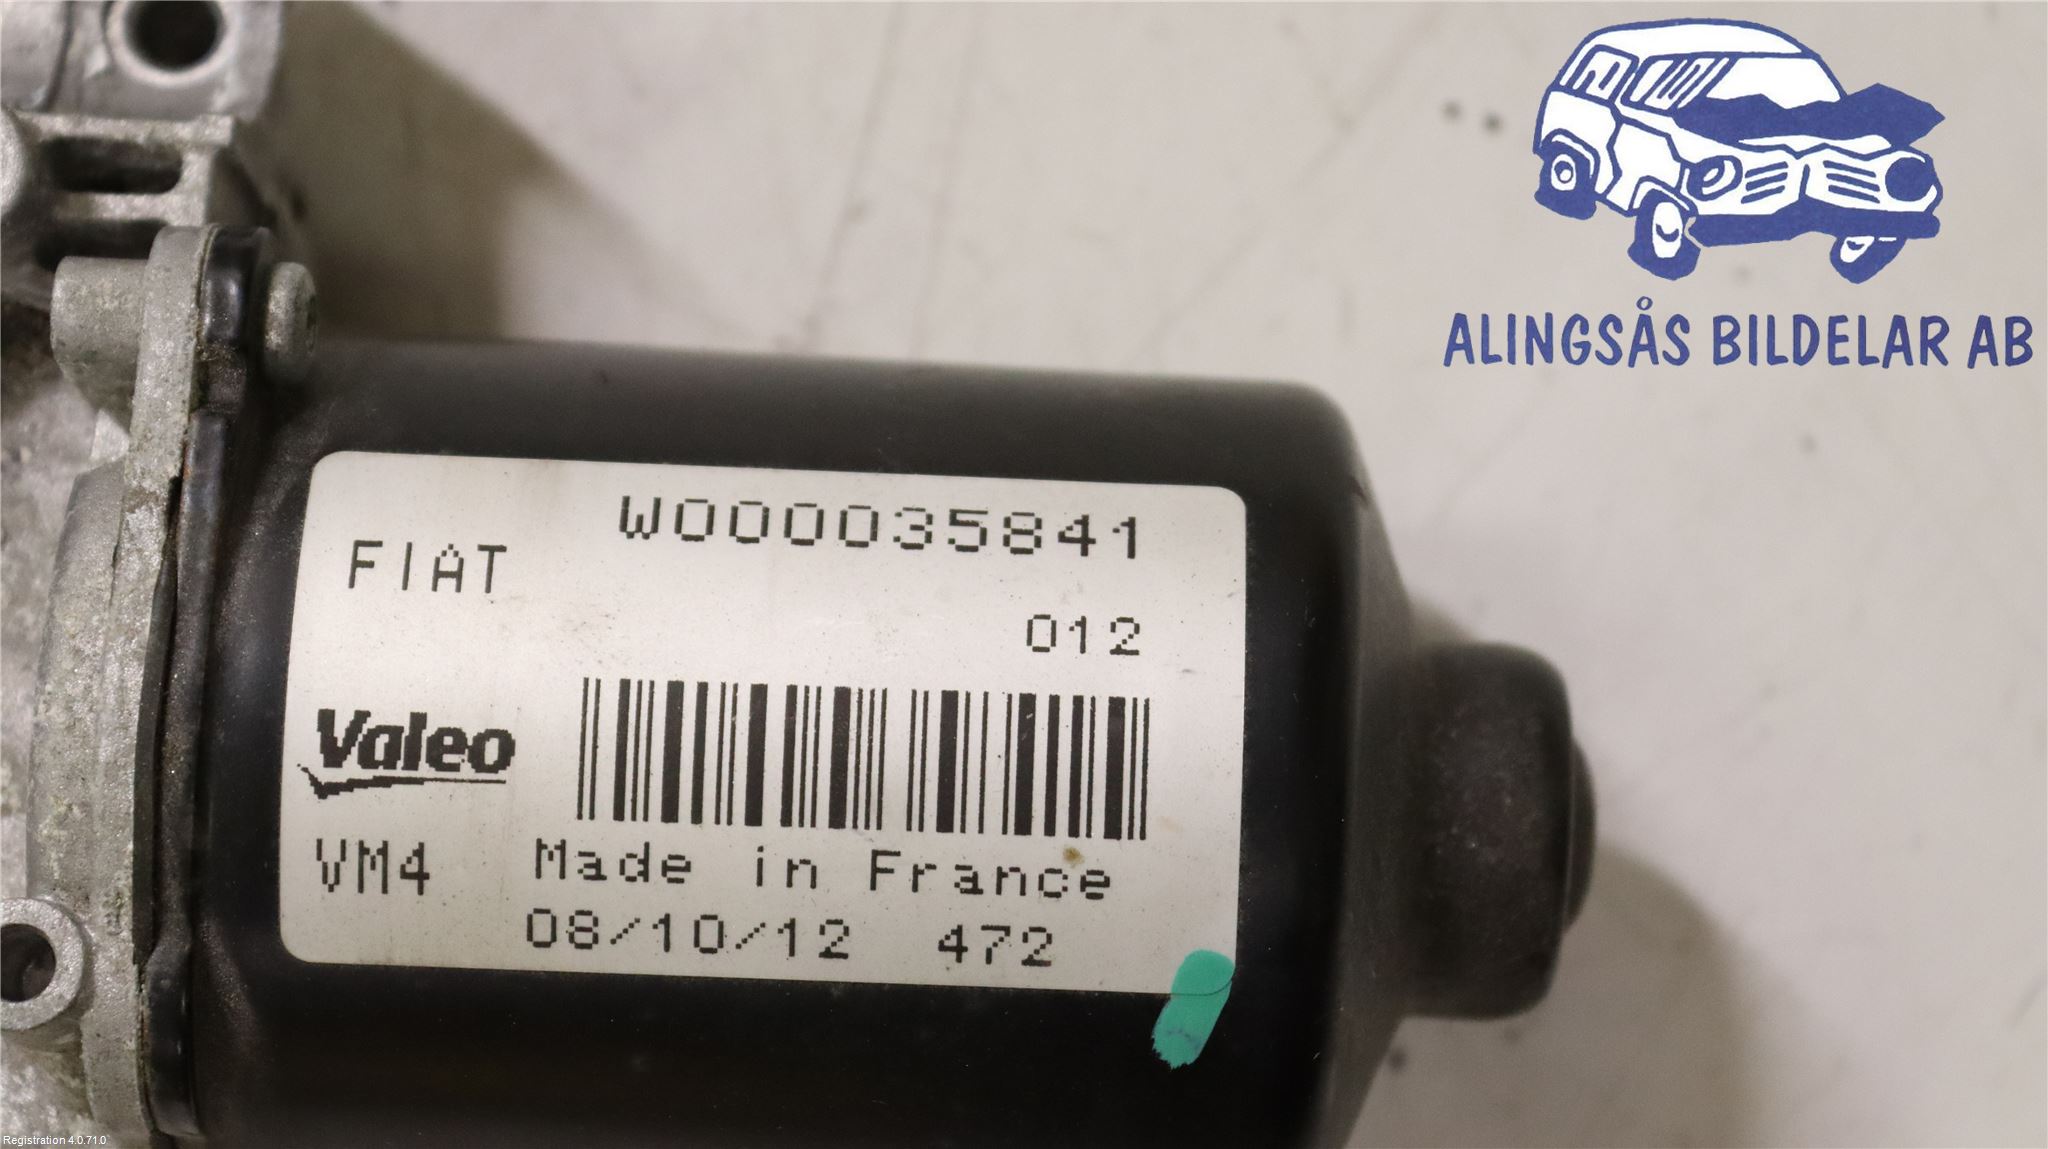 ALINGSÅS BILDELAR AB
W000035841
FIAT
012
Valeo
VM4
Made in France
08/10/12 472
Registration 4.0.71.0